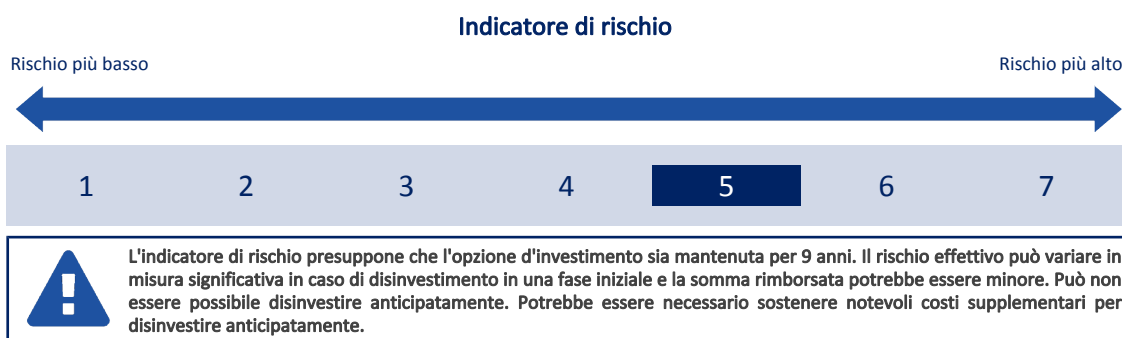 Indicatore di rischio
Rischio più basso
Rischio più alto
1 2 3 4 5 6 7
L'indicatore di rischio presuppone che l'opzione d'investimento sia mantenuta per 9 anni. Il rischio effettivo può variare in
misura significativa in caso di disinvestimento in una fase iniziale e la somma rimborsata potrebbe essere minore. Può non
essere possibile disinvestire anticipatamente. Potrebbe essere necessario sostenere notevoli costi supplementari per
disinvestire anticipatamente.